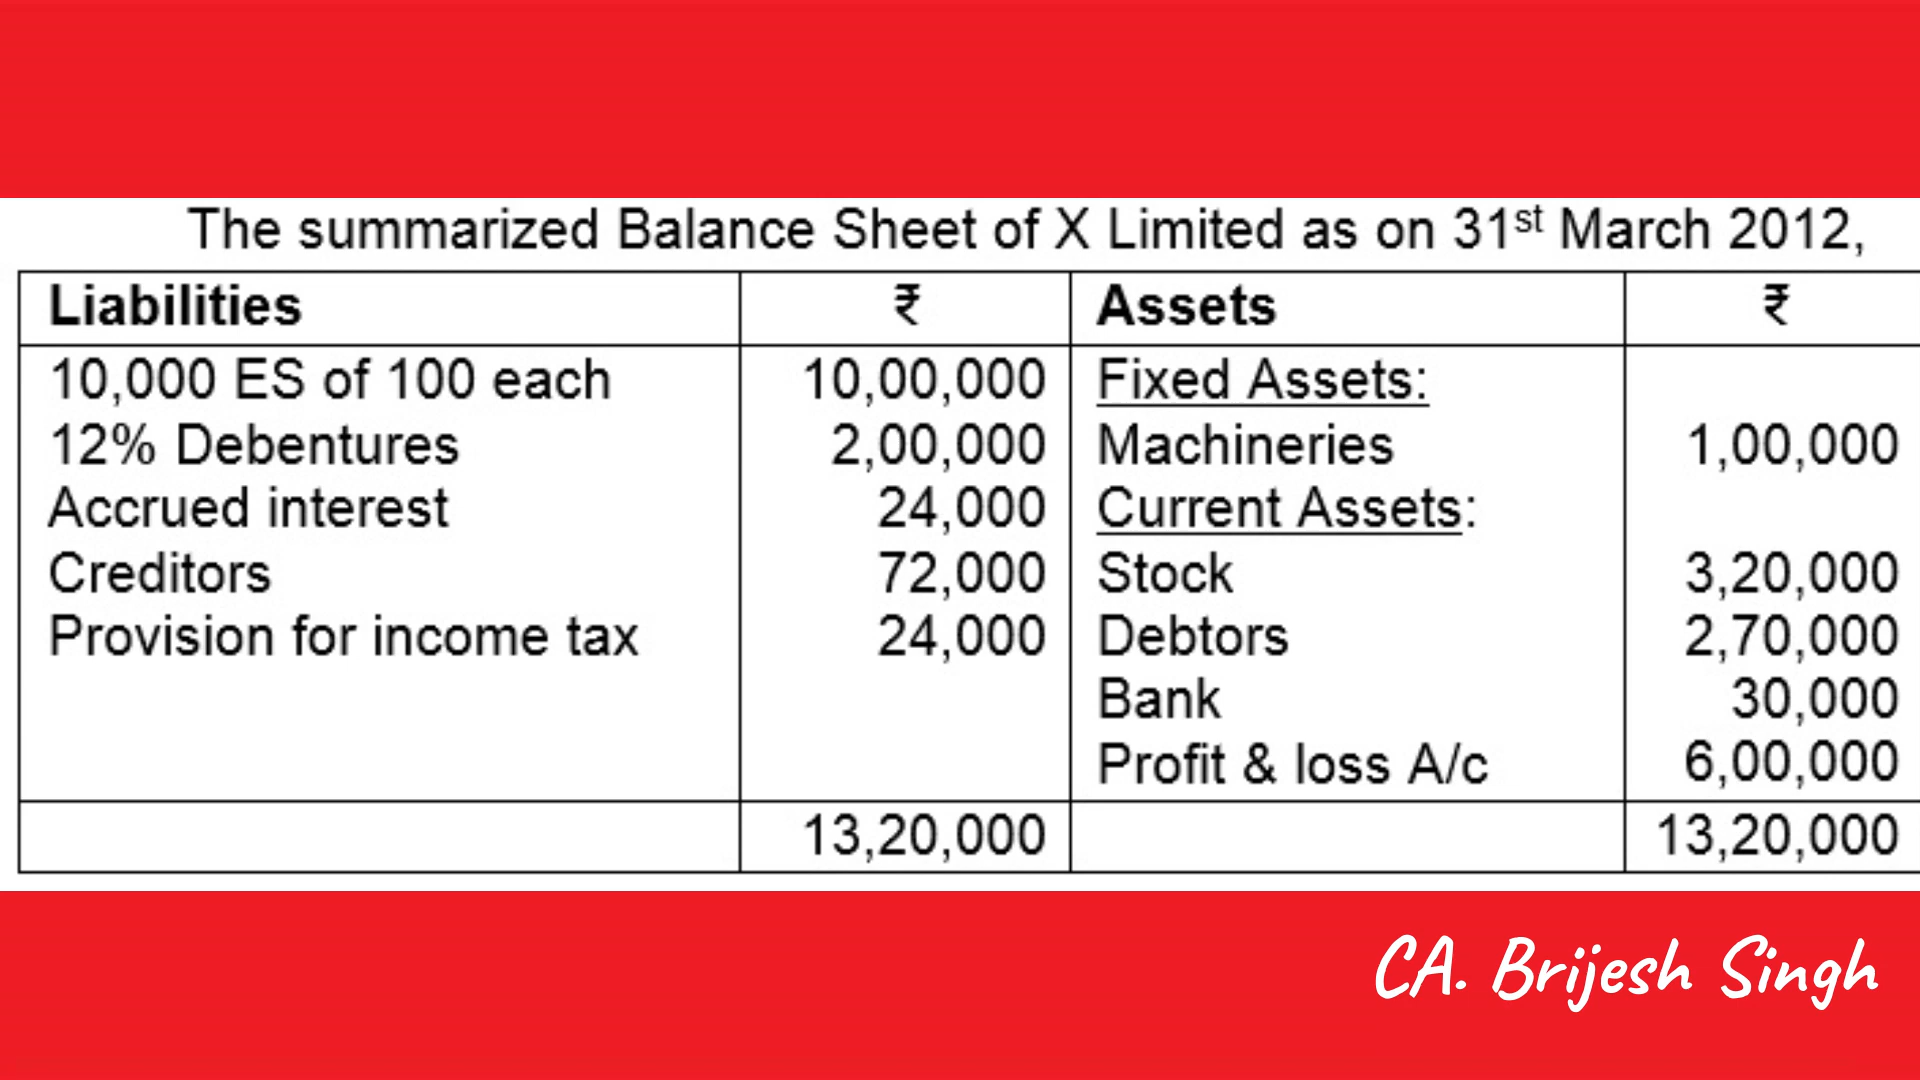 The summarized Balance Sheet of X Limited as on 31st March 2012,
Liabilities ₹ Assets ₹
10,000 ES of 100 each 10,00,000 Fixed Assets:
12% Debentures 2,00,000 Machineries 1,00,000
Accrued interest 24,000 Current Assets:
Creditors 72,000 Stock 3,20,000
Provision for income tax 24,000 Debtors 2,70,000
Bank 30,000
Profit & loss A/c 6,00,000
13,20,000 13,20,000
CA. Brijesh Singh